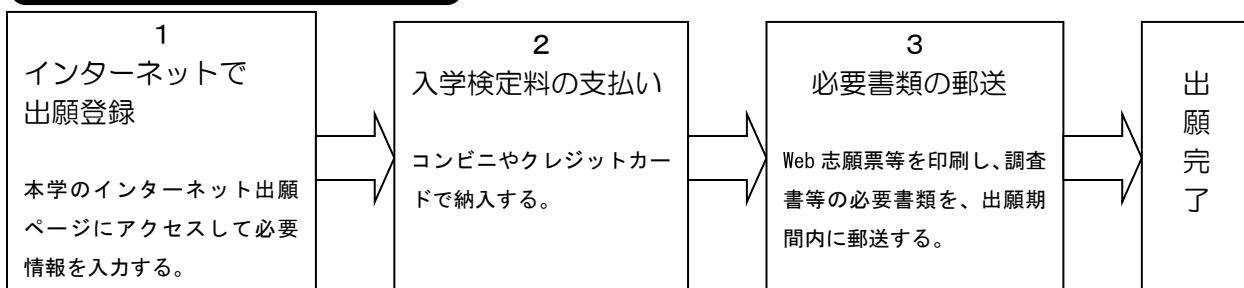 1
インターネットで
出願登録
本学のインターネット出願
ページにアクセスして必要
情報を入力する。
2
入学検定料の支払い
コンビニやクレジットカー
ドで納入する。
3
必要書類の郵送
Web 志願票等を印刷し、調査
書等の必要書類を、出願期
間内に郵送する。
出
願
完
了